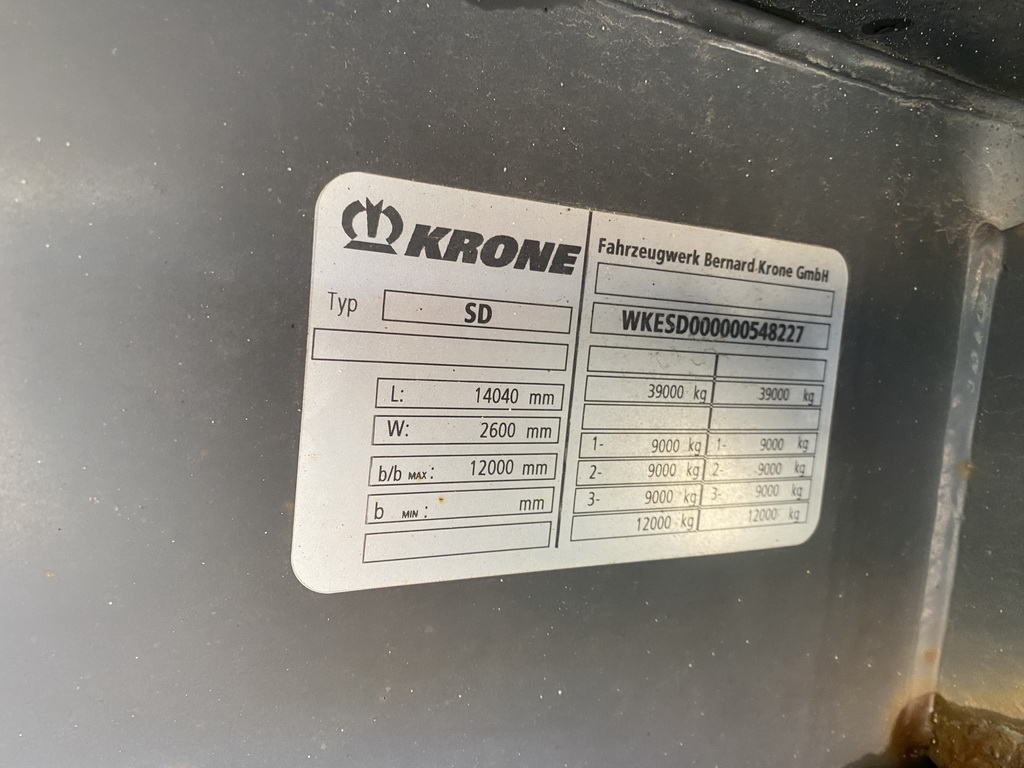 KRONE
Typ SD
L: 14040 mm
W: 2600 mm
b/b MAX: 12000 mm
b MIN: mm
Fahrzeugwerk Bernard Krone GmbH
WKESD000000548227
39000 kg 39000 kg
1- 9000 kg 1- 9000 kg
2- 9000 kg 2- 9000 kg
3- 9000 kg 3- 9000 kg
12000 kg 12000 kg